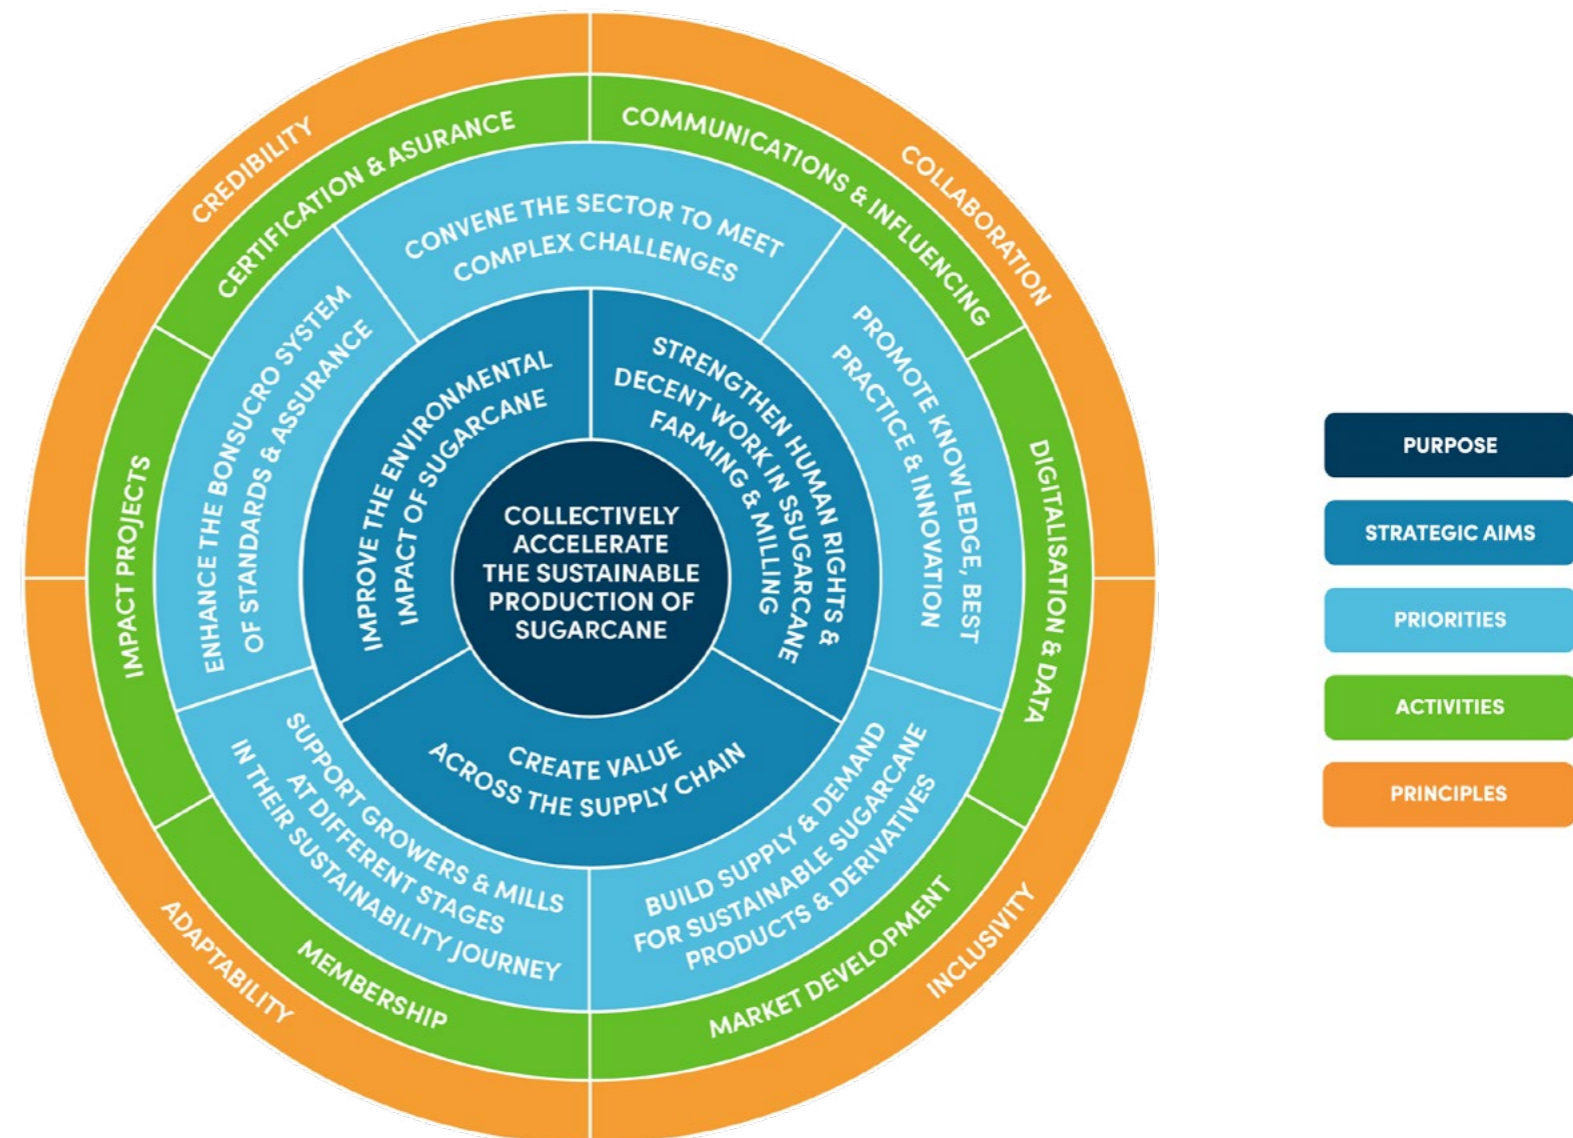 CREDIBILITY
COLLABORATION
INCLUSIVITY
ADAPTABILITY
CERTIFICATION & ASURANCE
COMMUNICATIONS & INFLUENCING
DIGITALISATION & DATA
MARKET DEVELOPMENT
MEMBERSHIP
IMPACT PROJECTS
CONVENE THE SECTOR TO MEET
COMPLEX CHALLENGES
PROMOTE KNOWLEDGE, BEST
PRACTICE & INNOVATION
BUILD SUPPLY & DEMAND
FOR SUSTAINABLE SUGARCANE
PRODUCTS & DERIVATIVES
SUPPORT GROWERS & MILLS
AT DIFFERENT STAGES
IN THEIR SUSTAINABILITY JOURNEY
ENHANCE THE BONSUCRO SYSTEM
OF STANDARDS & ASSURANCE
IMPROVE THE ENVIRONMENTAL
IMPACT OF SUGARCANE
STRENGTHEN HUMAN RIGHTS &
DECENT WORK IN SSUGARCANE
FARMING & MILLING
CREATE VALUE
ACROSS THE SUPPLY CHAIN
COLLECTIVELY
ACCELERATE
THE SUSTAINABLE
PRODUCTION OF
SUGARCANE
PURPOSE
STRATEGIC AIMS
PRIORITIES
ACTIVITIES
PRINCIPLES